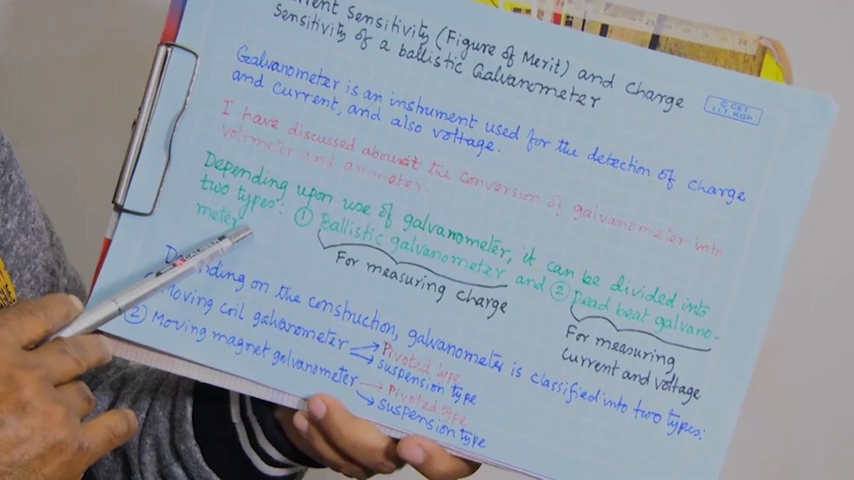 Current Sensitivity (Figure of Merit) and Charge
Sensitivity of a ballistic Galvanometer
C CET
I.I.T. KGP
Galvanometer is an instrument used for the detection of charge
and current, and also voltage.
I have discussed about the conversion of galvanometer into
voltmeter and ammeter.
Depending upon use of galvanometer, it can be divided into
two types: ① Ballistic galvanometer and ② Dead beat galvano-
meter
For measuring charge
For measuring
current and voltage
Depending on the construction, galvanometer is classified into two types:
Moving coil galvanometer → Pivoted type
→ suspension type
② Moving magnet galvanometer → Pivoted type
→ suspension type